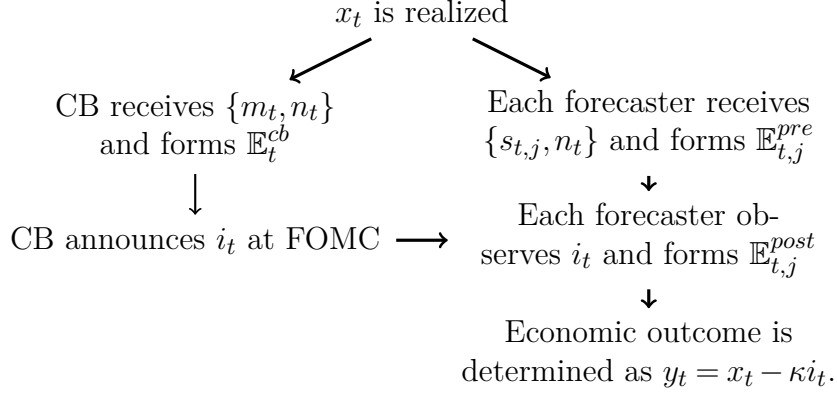 x_t is realized
CB receives {m_t, n_t}
and forms 𝔼_t^{cb}
Each forecaster receives
{s_{t,j}, n_t} and forms 𝔼_{t,j}^{pre}
CB announces i_t at FOMC
Each forecaster ob-
serves i_t and forms 𝔼_{t,j}^{post}
Economic outcome is
determined as y_t = x_t − κi_t.